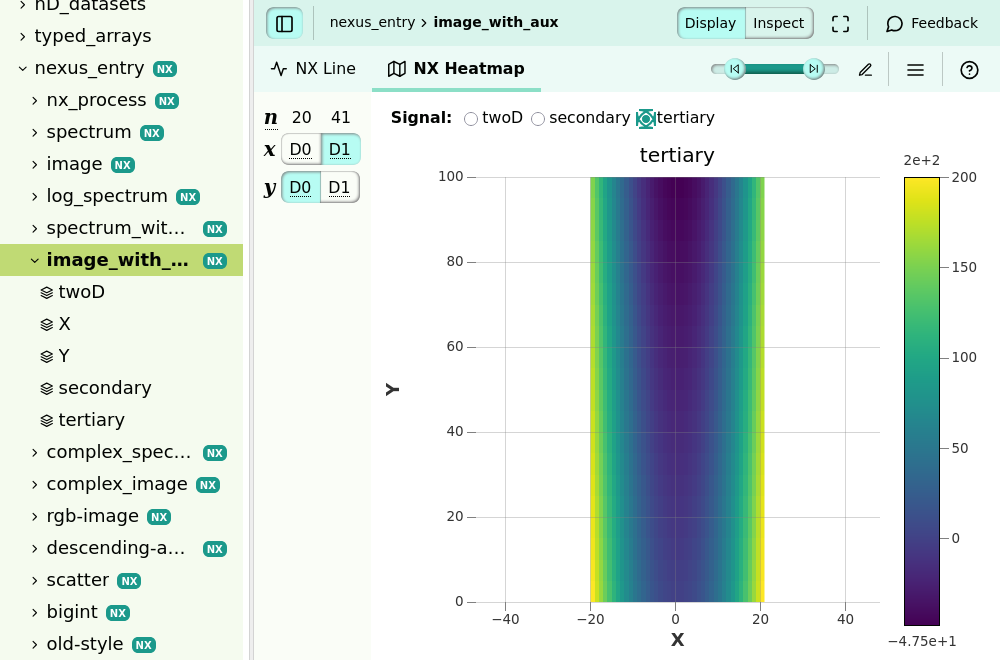 nD_datasets
typed_arrays
nexus_entry NX
nx_process NX
spectrum NX
image NX
log_spectrum NX
spectrum_wit... NX
image_with_... NX
twoD
X
Y
secondary
tertiary
complex_spec... NX
complex_image NX
rgb-image NX
descending-a... NX
scatter NX
bigint NX
old-style NX
nexus_entry › image_with_aux
Display Inspect
Feedback
NX Line NX Heatmap
n 20 41
x D0 D1
y D0 D1
Signal: twoD secondary tertiary
tertiary
100
80
60
40
20
0
Y
−40 −20 0 20 40
X
2e+2
200
150
100
50
0
−4.75e+1